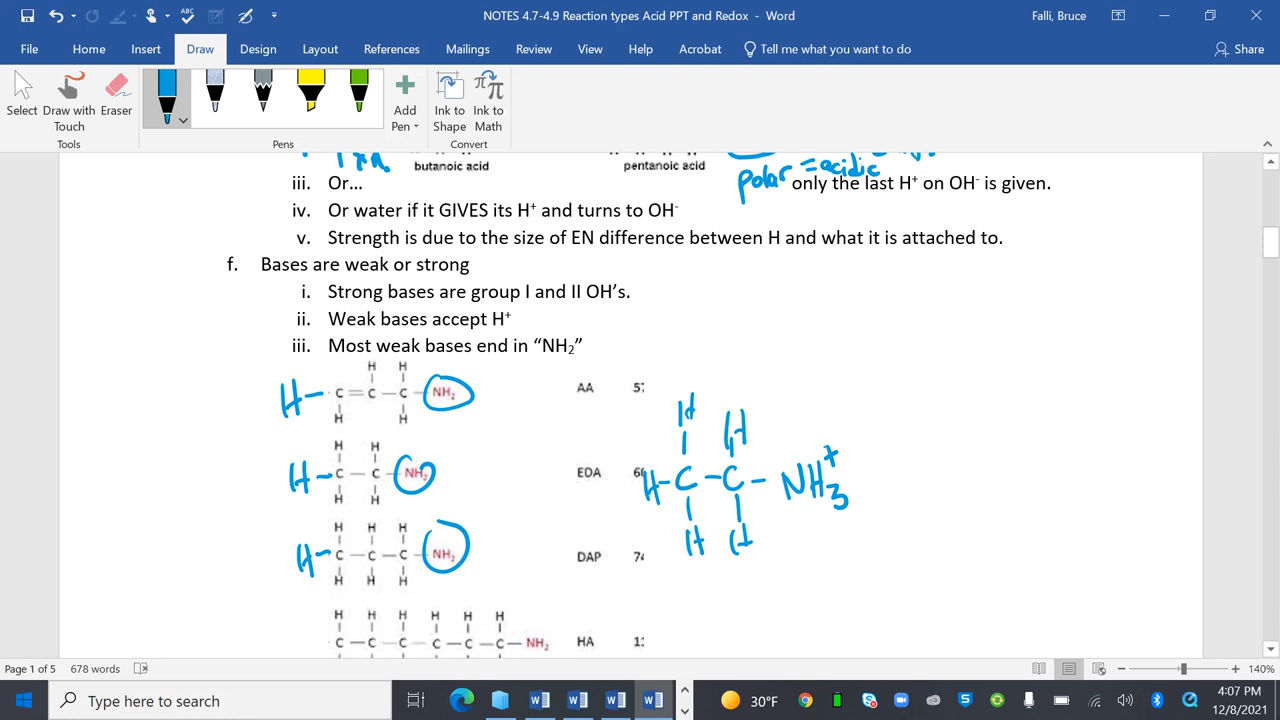 NOTES 4.7-4.9 Reaction types Acid PPT and Redox - Word
Falli, Bruce
File Home Insert Draw Design Layout References Mailings Review View Help Acrobat Tell me what you want to do Share
Select Draw with Touch Eraser Add Pen Ink to Shape Ink to Math
Tools Pens Convert
butanoic acid pentanoic acid polar = acidic
iii. Or… only the last H⁺ on OH⁻ is given.
iv. Or water if it GIVES its H⁺ and turns to OH⁻
v. Strength is due to the size of EN difference between H and what it is attached to.
f. Bases are weak or strong
i. Strong bases are group I and II OH's.
ii. Weak bases accept H⁺
iii. Most weak bases end in “NH₂”
H H
H- C = C - C - NH₂ AA 57
H H
H H
H- C - C - NH₂ EDA
H H
H H
H-C-C-NH₃⁺
H H
H H H
H- C - C - C - NH₂ DAP 74
H H H
H H H H H H
C - C - C - C - C - C - NH₂ HA
Page 1 of 5 678 words 140%
Type here to search
30°F
4:07 PM
12/8/2021